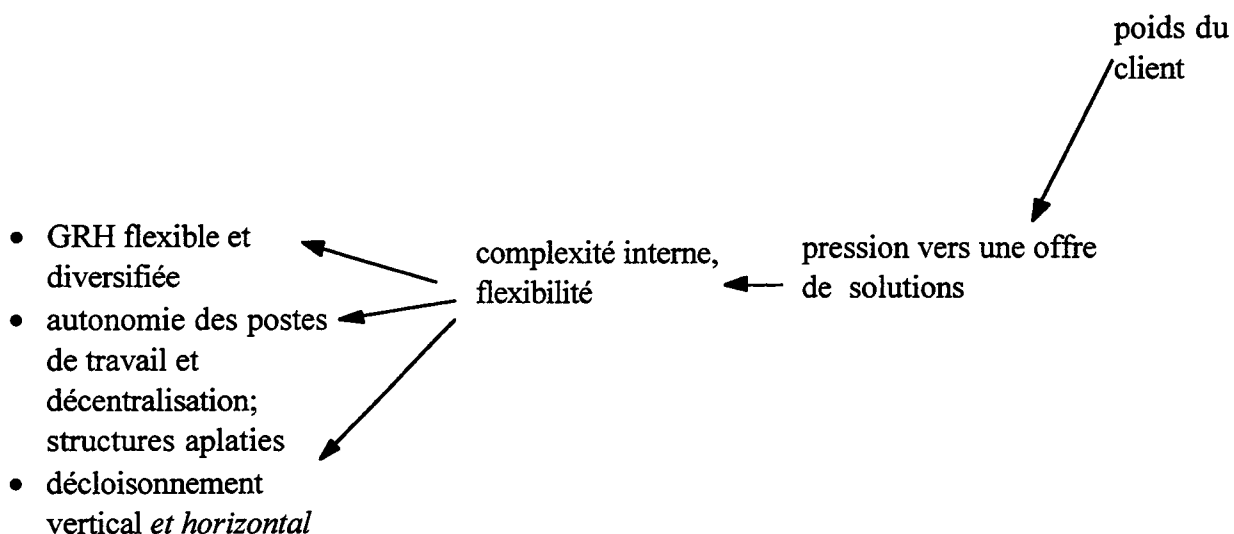 poids du
client
• GRH flexible et
diversifiée
• autonomie des postes
de travail et
décentralisation;
structures aplaties
• décloisonnement
vertical et horizontal
complexité interne,
flexibilité
pression vers une offre
de solutions